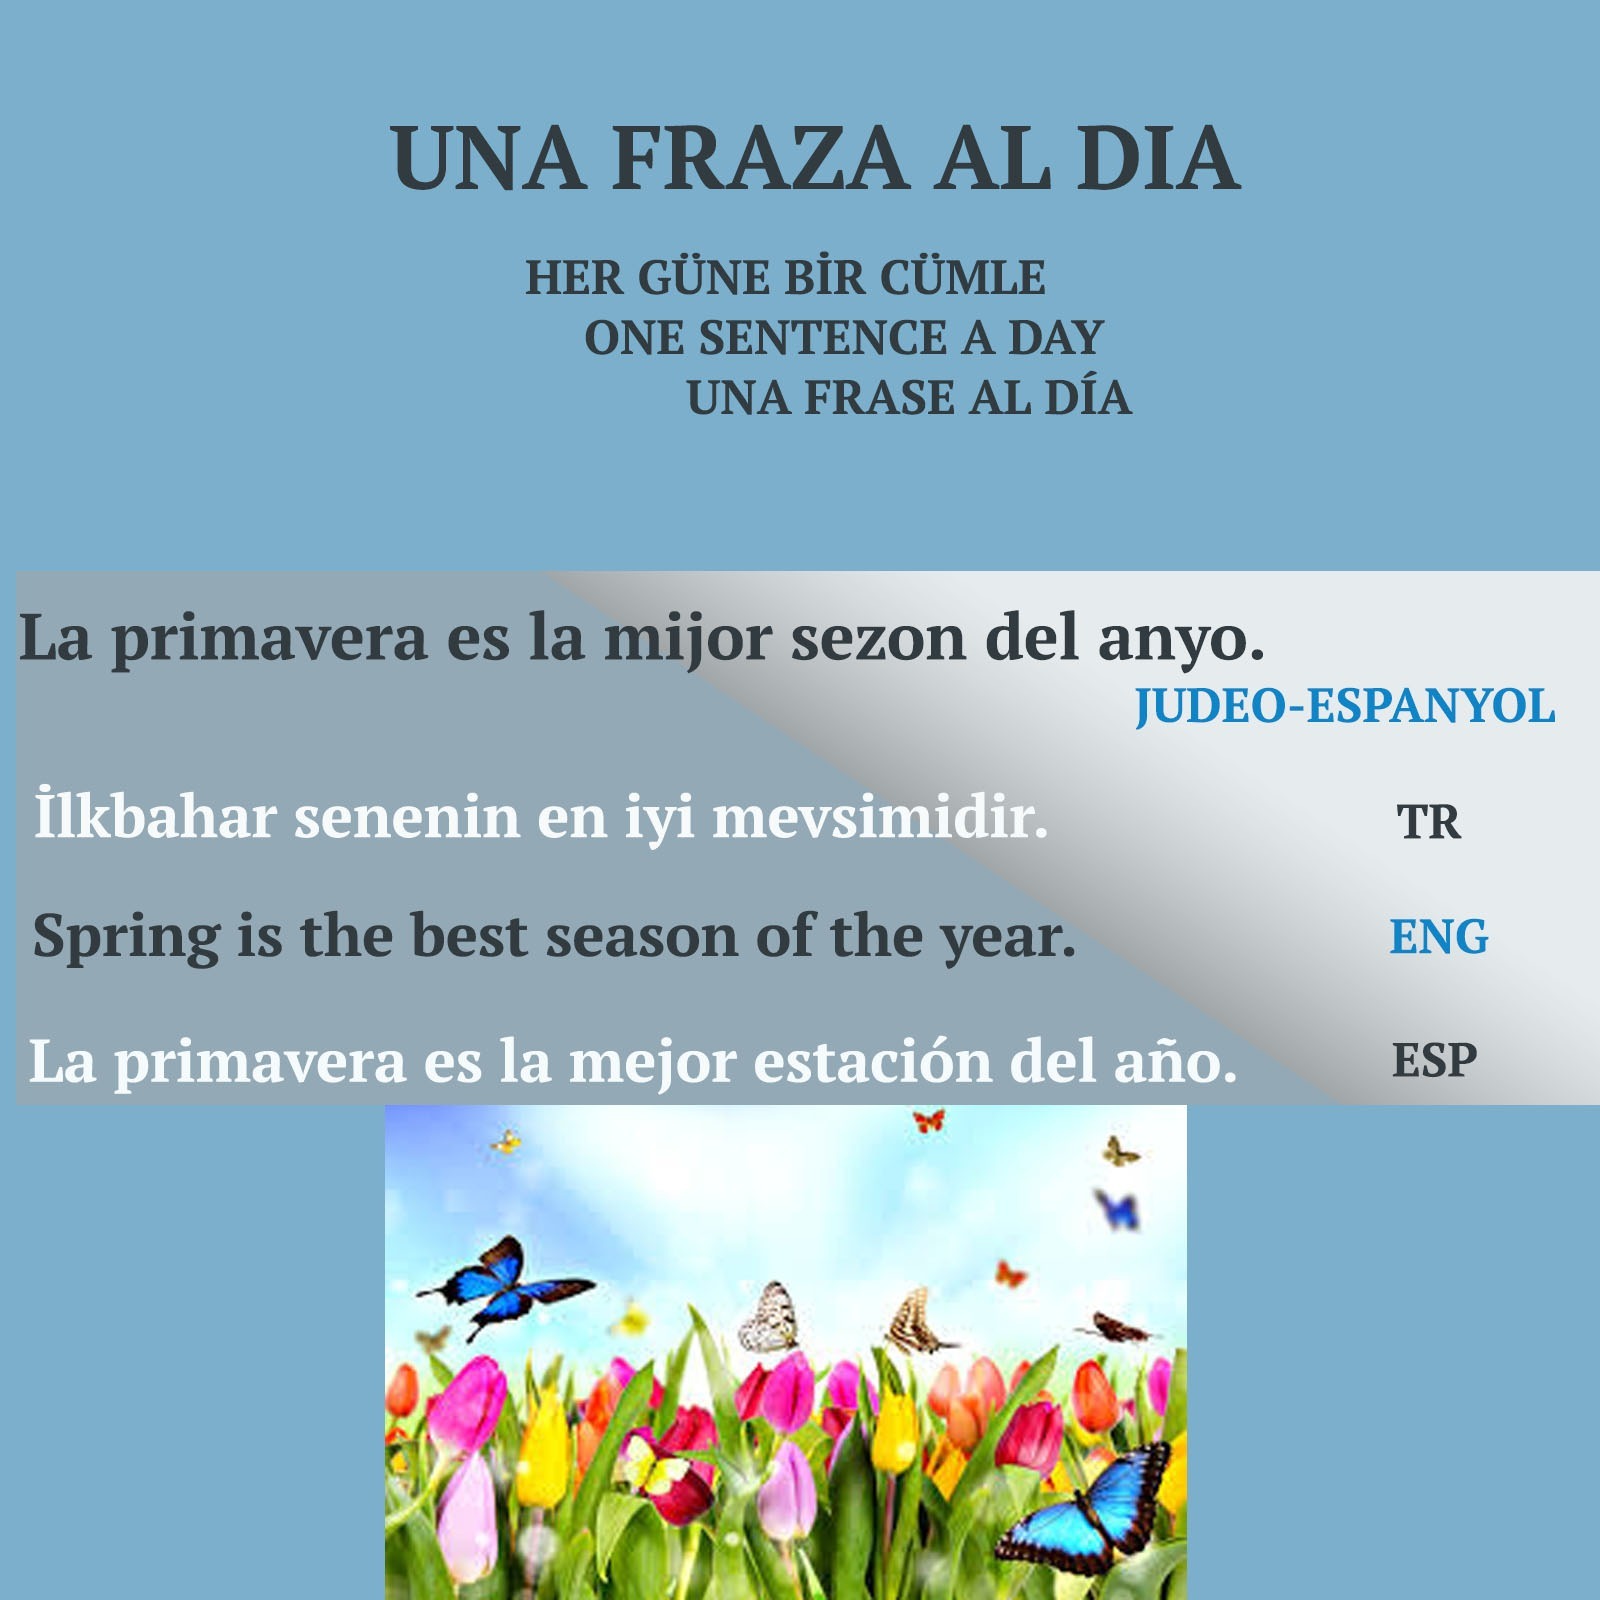 UNA FRAZA AL DIA
HER GÜNE BİR CÜMLE
ONE SENTENCE A DAY
UNA FRASE AL DÍA
La primavera es la mijor sezon del anyo.
JUDEO-ESPANYOL
İlkbahar senenin en iyi mevsimidir. TR
Spring is the best season of the year. ENG
La primavera es la mejor estación del año. ESP